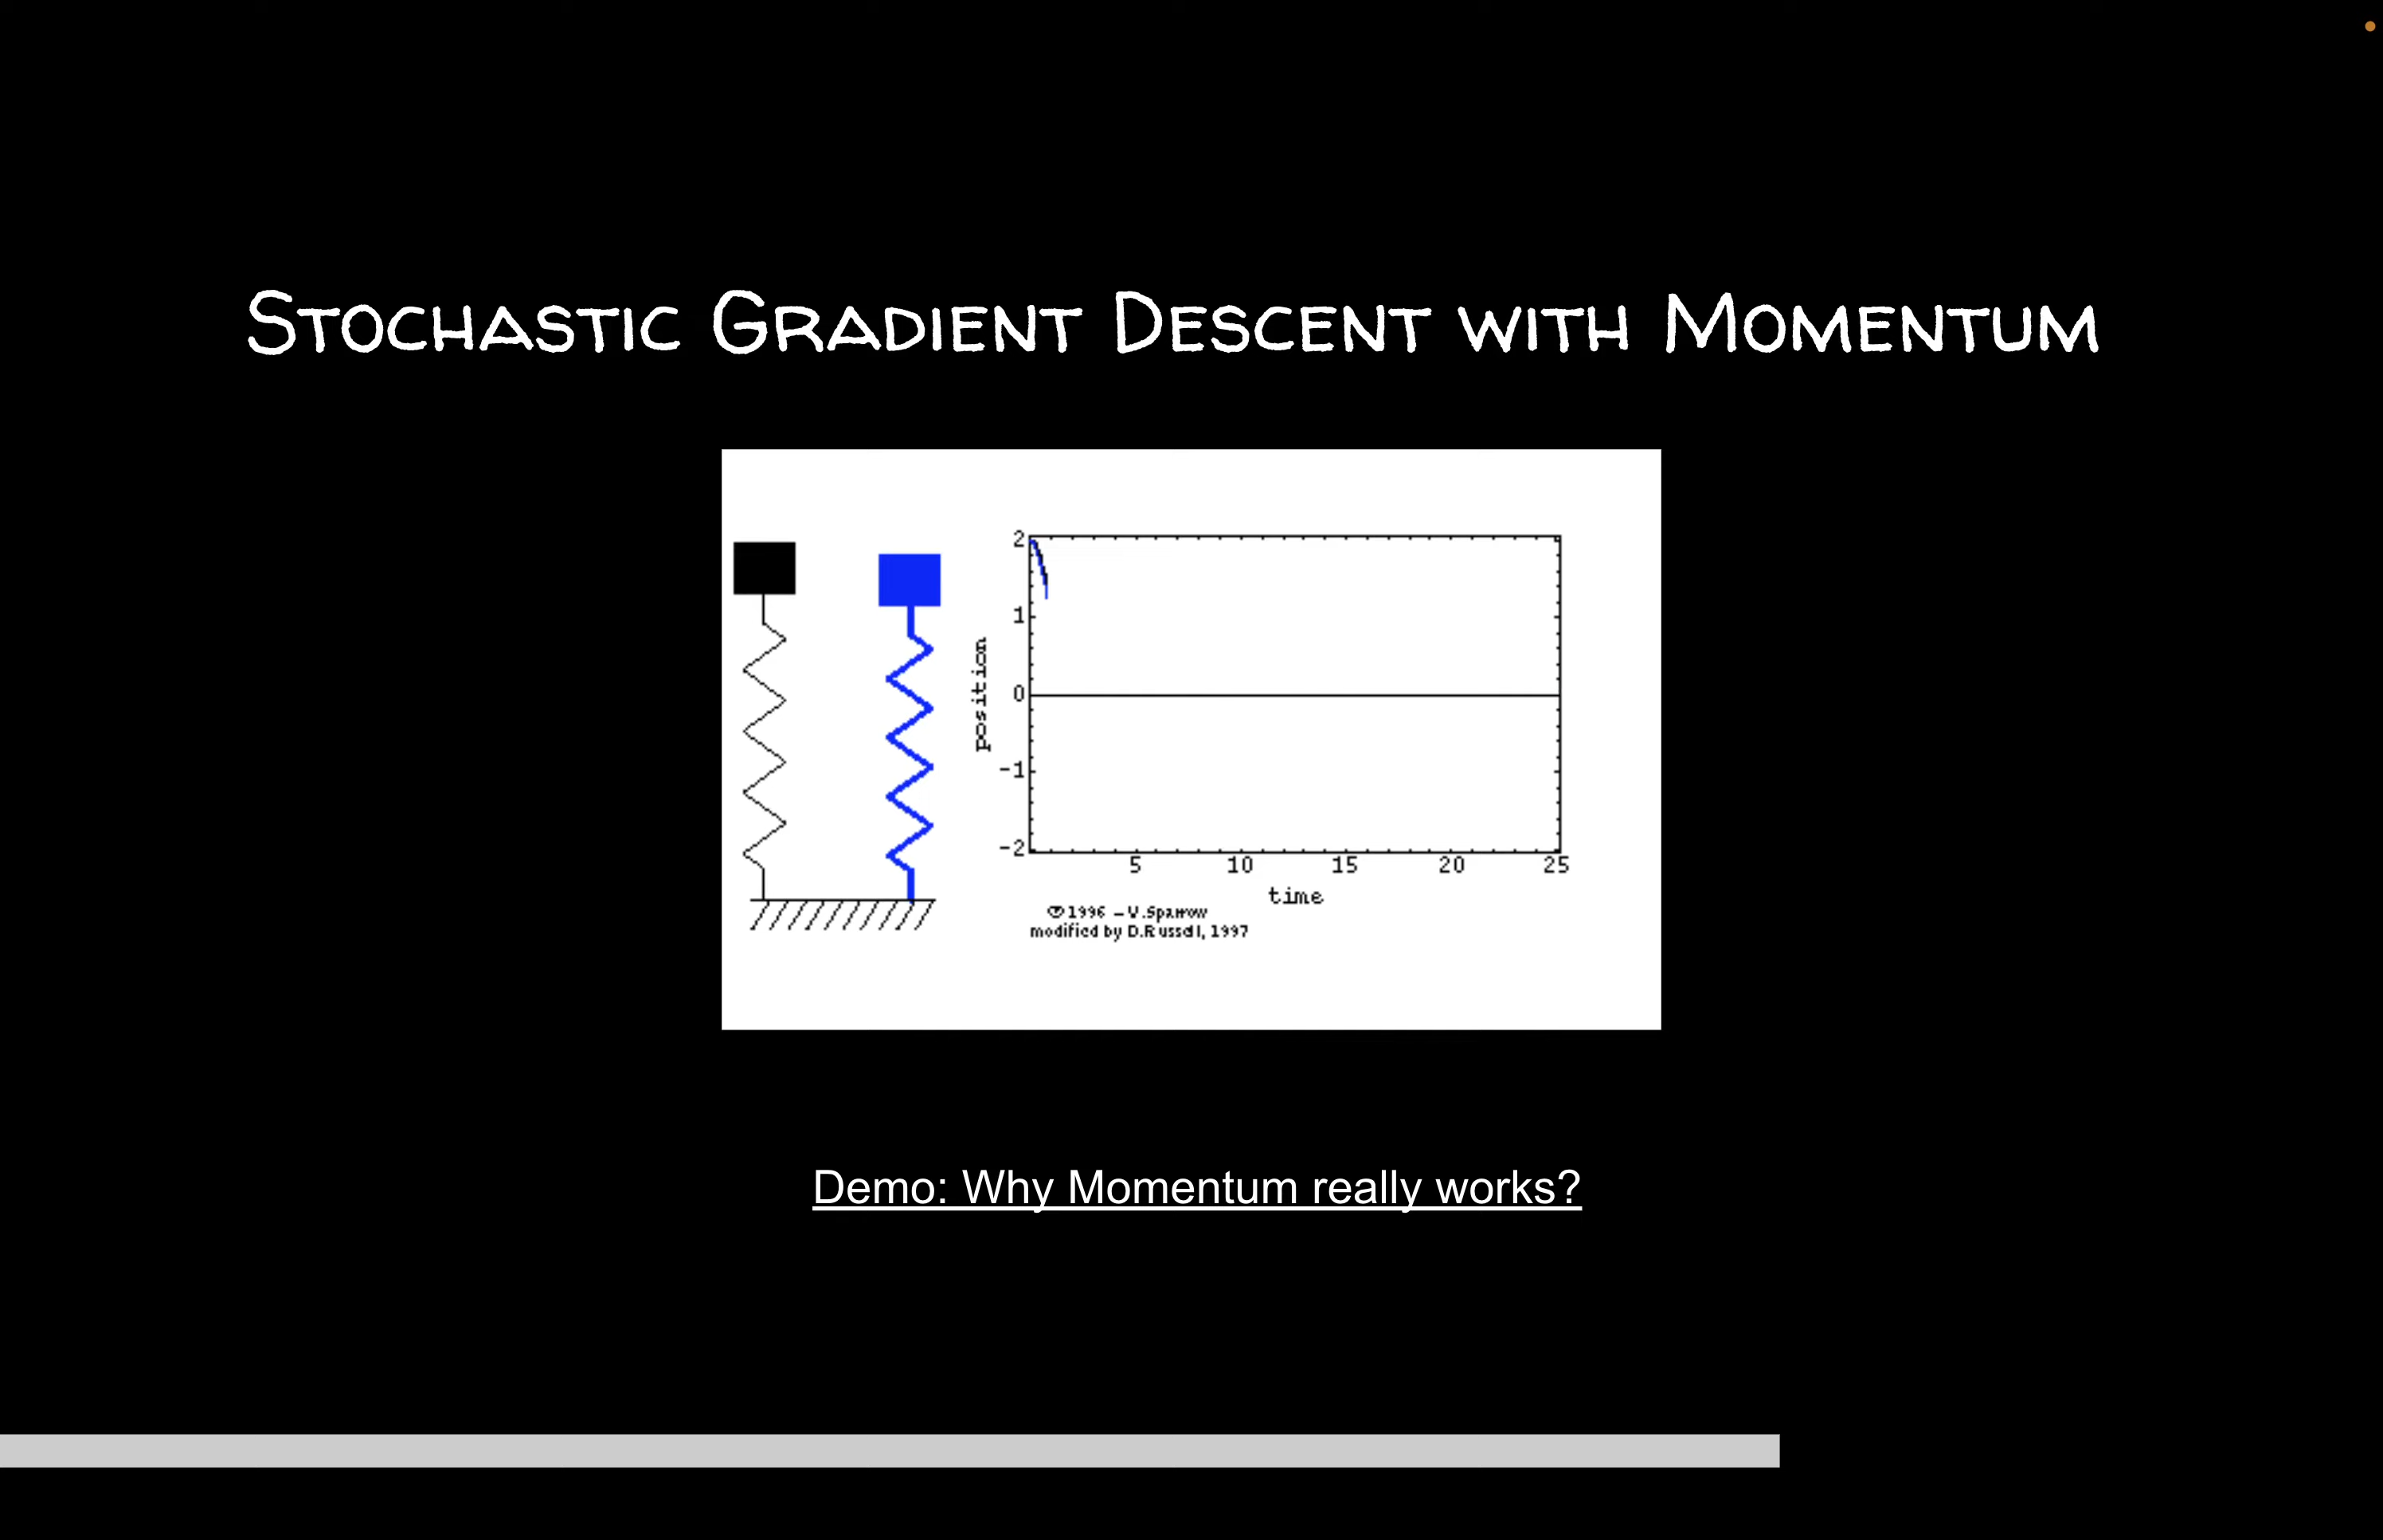 Stochastic Gradient Descent with Momentum
2
1
0
-1
-2
position
5 10 15 20 25
time
©1996 – V.Sparrow
modified by D.Russell, 1997
Demo: Why Momentum really works?